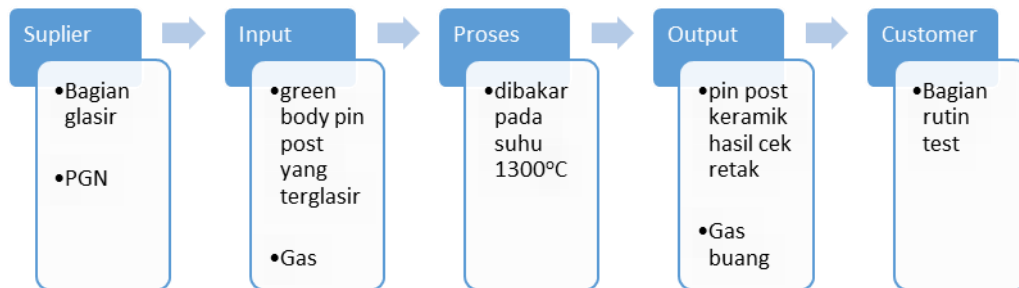 Suplier
•Bagian
glasir
•PGN
Input
•green
body pin
post
yang
terglasir
•Gas
Proses
•dibakar
pada
suhu
1300°C
Output
•pin post
keramik
hasil cek
retak
•Gas
buang
Customer
•Bagian
rutin
test